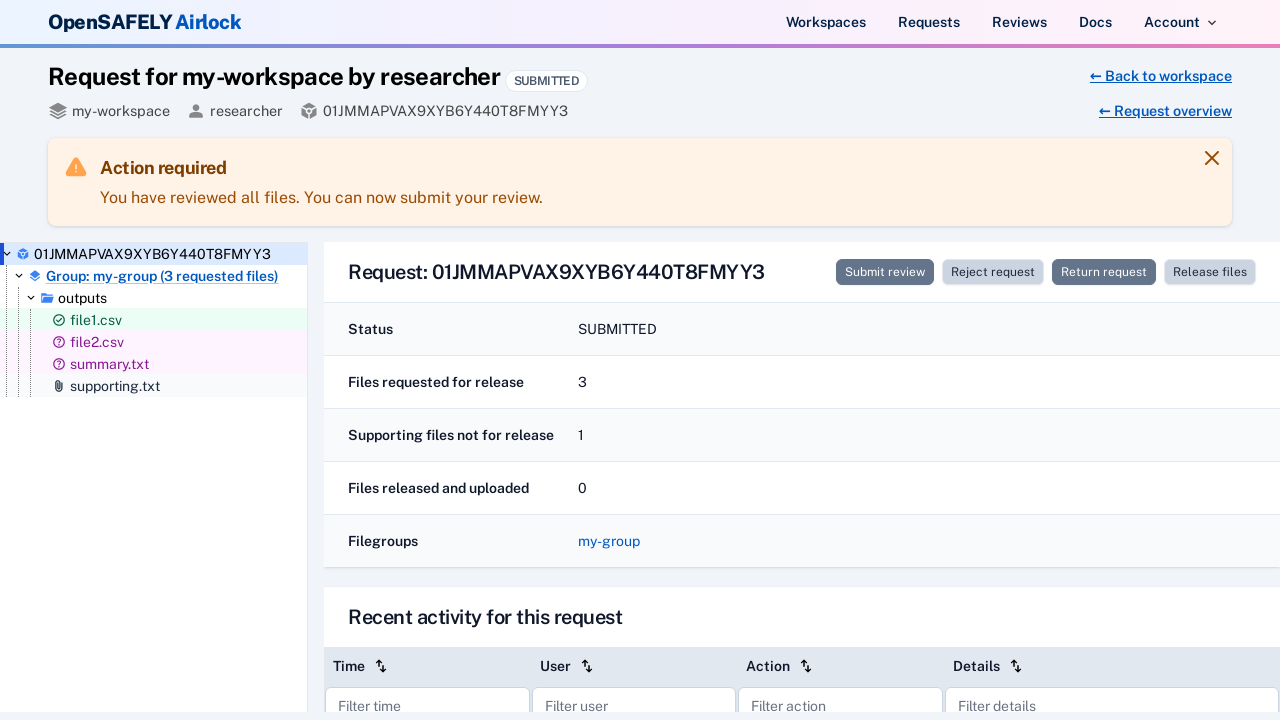 OpenSAFELY Airlock
Workspaces Requests Reviews Docs Account
Request for my-workspace by researcher SUBMITTED
← Back to workspace
my-workspace researcher 01JMMAPVAX9XYB6Y440T8FMYY3
← Request overview
Action required
You have reviewed all files. You can now submit your review.
01JMMAPVAX9XYB6Y440T8FMYY3
Group: my-group (3 requested files)
outputs
file1.csv
file2.csv
summary.txt
supporting.txt
Request: 01JMMAPVAX9XYB6Y440T8FMYY3
Submit review Reject request Return request Release files
Status SUBMITTED
Files requested for release 3
Supporting files not for release 1
Files released and uploaded 0
Filegroups my-group
Recent activity for this request
Time User Action Details
Filter time Filter user Filter action Filter details